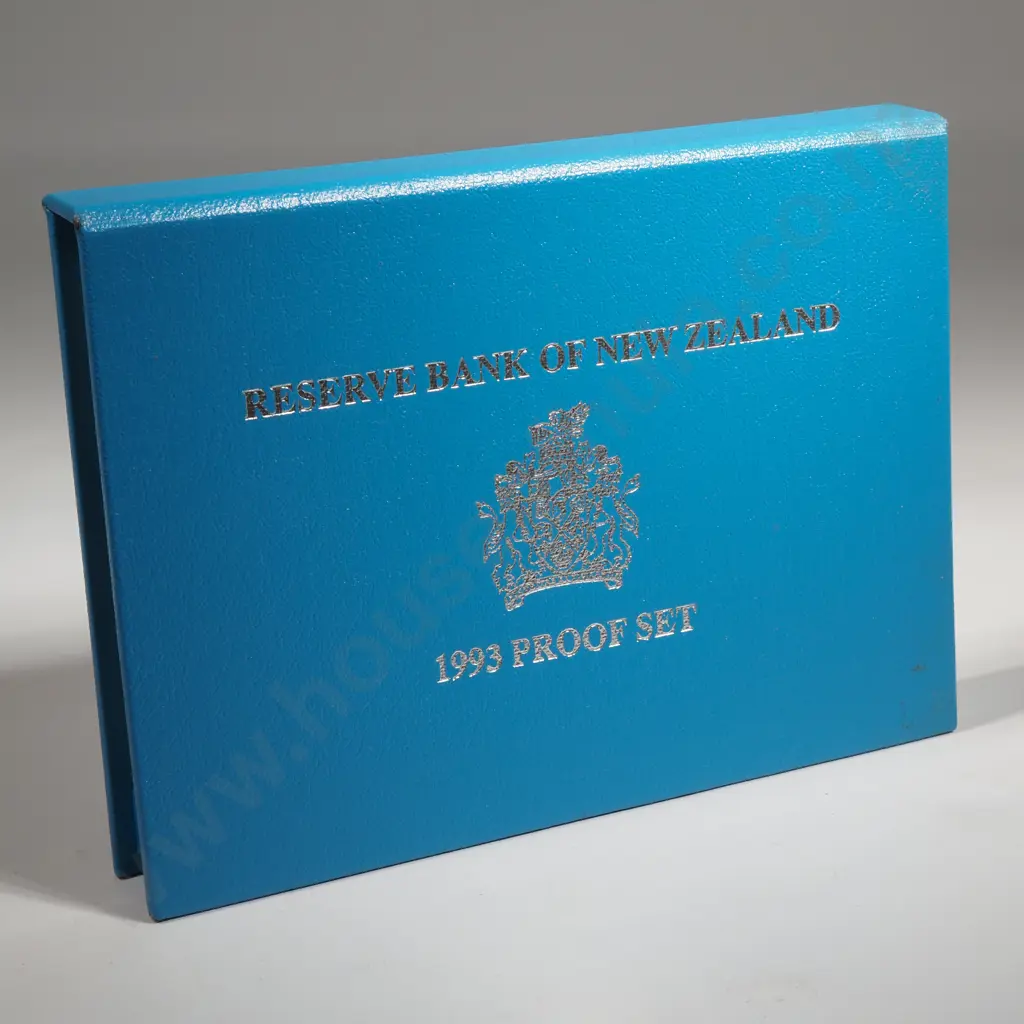 RESERVE BANK OF NEW ZEALAND
1993 PROOF SET